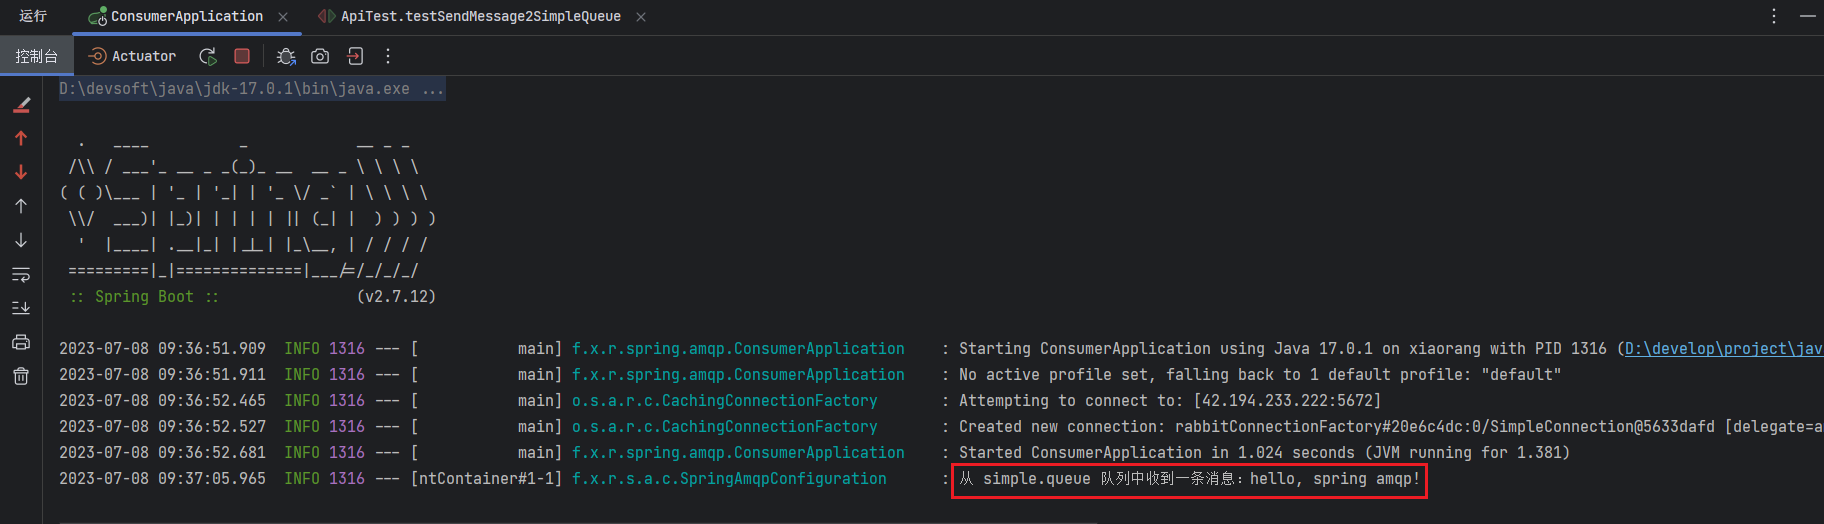 运行 ConsumerApplication ApiTest.testSendMessage2SimpleQueue
控制台 Actuator
D:\devsoft\java\jdk-17.0.1\bin\java.exe ...
  .   ____          _            __ _ _
 /\\ / ___'_ __ _ _(_)_ __  __ _ \ \ \ \
( ( )\___ | '_ | '_| | '_ \/ _` | \ \ \ \
 \\/  ___)| |_)| | | | | || (_| |  ) ) ) )
  '  |____| .__|_| |_|_| |_\__, | / / / /
 =========|_|==============|___/=/_/_/_/
 :: Spring Boot ::                (v2.7.12)
2023-07-08 09:36:51.909  INFO 1316 --- [           main] f.x.r.spring.amqp.ConsumerApplication    : Starting ConsumerApplication using Java 17.0.1 on xiaorang with PID 1316 (D:\develop\project\jav
2023-07-08 09:36:51.911  INFO 1316 --- [           main] f.x.r.spring.amqp.ConsumerApplication    : No active profile set, falling back to 1 default profile: "default"
2023-07-08 09:36:52.465  INFO 1316 --- [           main] o.s.a.r.c.CachingConnectionFactory       : Attempting to connect to: [42.194.233.222:5672]
2023-07-08 09:36:52.527  INFO 1316 --- [           main] o.s.a.r.c.CachingConnectionFactory       : Created new connection: rabbitConnectionFactory#20e6c4dc:0/SimpleConnection@5633dafd [delegate=a
2023-07-08 09:36:52.681  INFO 1316 --- [           main] f.x.r.spring.amqp.ConsumerApplication    : Started ConsumerApplication in 1.024 seconds (JVM running for 1.381)
2023-07-08 09:37:05.965  INFO 1316 --- [ntContainer#1-1] f.x.r.s.a.c.SpringAmqpConfiguration      : 从 simple.queue 队列中收到一条消息：hello, spring amqp!